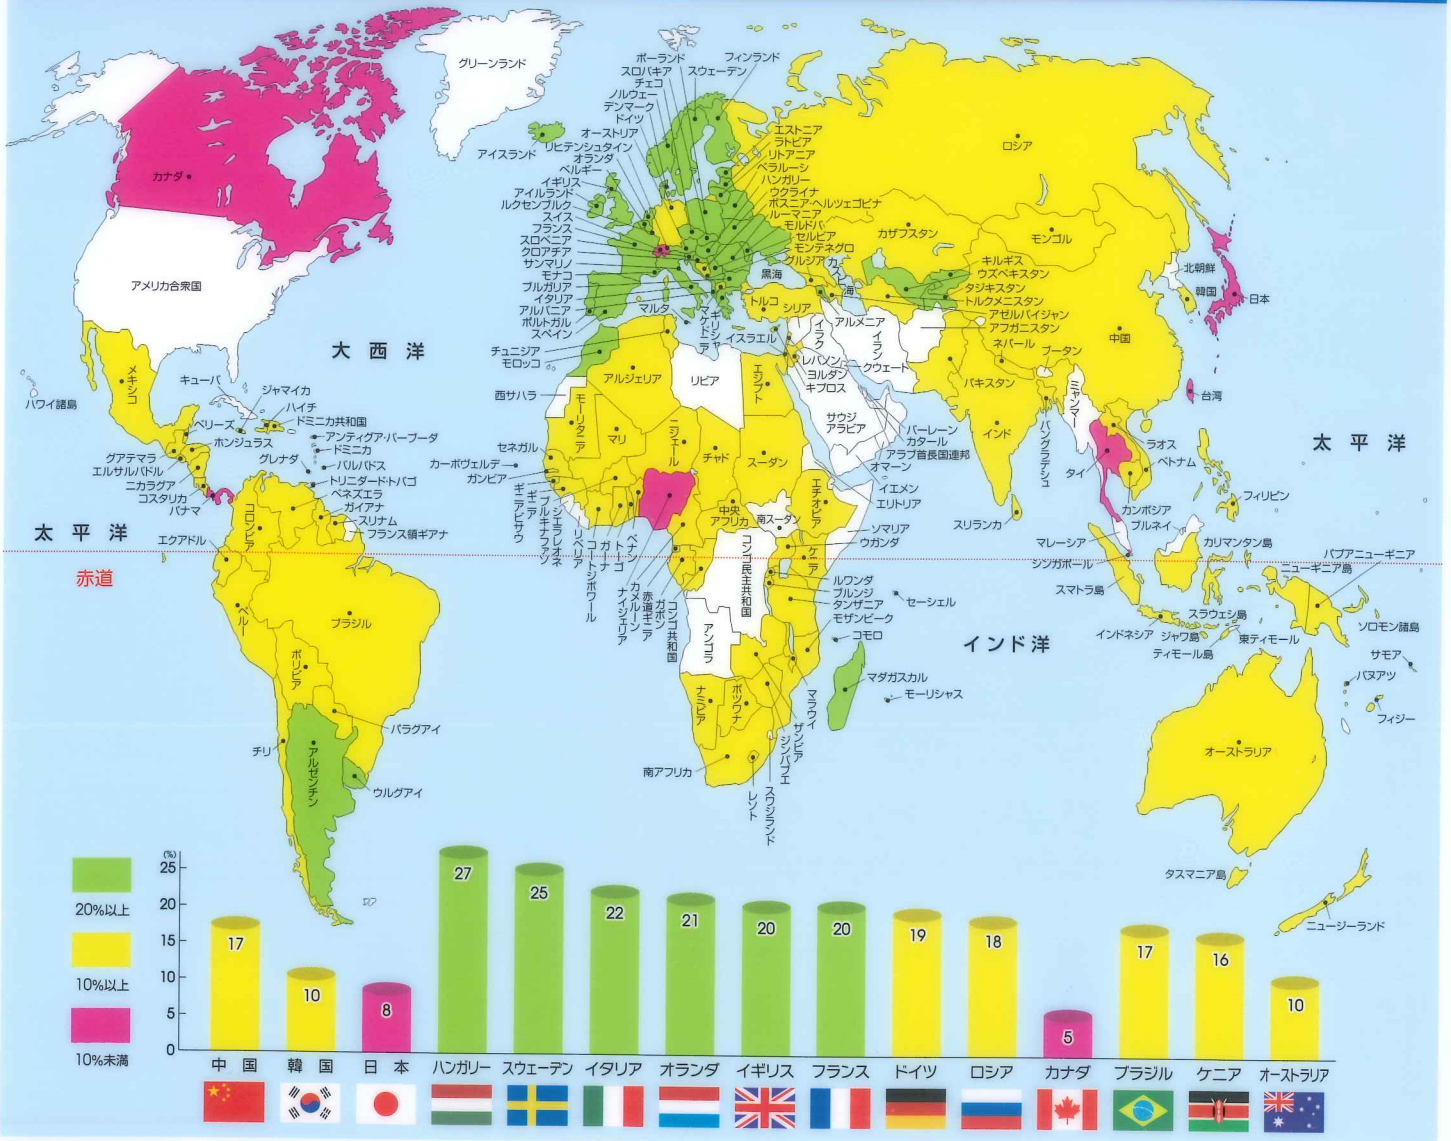 グリーンランド
アイスランド
カナダ
アメリカ合衆国
ハワイ諸島
メキシコ
キューバ
ジャマイカ
ハイチ
ドミニカ共和国
ベリーズ
ホンジュラス
アンティグア・バーブーダ
ドミニカ
グレナダ
バルバドス
トリニダード・トバゴ
グアテマラ
エルサルバドル
ニカラグア
コスタリカ
パナマ
ベネズエラ
ガイアナ
スリナム
フランス領ギアナ
コロンビア
エクアドル
ペルー
ブラジル
ボリビア
パラグアイ
チリ
アルゼンチン
ウルグアイ
大西洋
太平洋
赤道
ポーランド
フィンランド
スロバキア
スウェーデン
チェコ
ノルウェー
デンマーク
ドイツ
オーストリア
リヒテンシュタイン
オランダ
ベルギー
イギリス
アイルランド
ルクセンブルク
スイス
フランス
スロベニア
クロアチア
サンマリノ
モナコ
ブルガリア
イタリア
アルバニア
ポルトガル
スペイン
マルタ
マケドニア
ギリシャ
エストニア
ラトビア
リトアニア
ベラルーシ
ハンガリー
ウクライナ
ボスニア・ヘルツェゴビナ
ルーマニア
モルドバ
セルビア
モンテネグロ
グルジア
黒海
カスピ海
トルコ
シリア
イスラエル
アルメニア
イラク
イラン
レバノン
ヨルダン
キプロス
クウェート
サウジアラビア
バーレーン
カタール
アラブ首長国連邦
オマーン
イエメン
エリトリア
ロシア
カザフスタン
モンゴル
キルギス
ウズベキスタン
タジキスタン
トルクメニスタン
アゼルバイジャン
アフガニスタン
ネパール
ブータン
パキスタン
インド
バングラデシュ
ミャンマー
スリランカ
中国
北朝鮮
韓国
日本
台湾
ラオス
ベトナム
タイ
カンボジア
ブルネイ
フィリピン
マレーシア
シンガポール
スマトラ島
カリマンタン島
スラウェシ島
インドネシア
ジャワ島
ティモール島
東ティモール
ニューギニア島
パプアニューギニア
ソロモン諸島
サモア
バヌアツ
フィジー
オーストラリア
タスマニア島
ニュージーランド
太平洋
インド洋
チュニジア
モロッコ
西サハラ
アルジェリア
リビア
エジプト
モーリタニア
マリ
ニジェール
チャド
スーダン
セネガル
カーボヴェルデ
ガンビア
ギニアビサウ
ギニア
ブルキナファソ
シエラレオネ
リベリア
コートジボワール
ガーナ
トーゴ
ベナン
ナイジェリア
カメルーン
赤道ギニア
ガボン
コンゴ共和国
中央アフリカ
南スーダン
エチオピア
ソマリア
ウガンダ
ケニア
コンゴ民主共和国
ルワンダ
ブルンジ
タンザニア
モザンビーク
セーシェル
コモロ
マダガスカル
モーリシャス
アンゴラ
ナミビア
ボツワナ
マラウイ
ザンビア
ジンバブエ
スワジランド
レソト
南アフリカ
20%以上
10%以上
10%未満
(%)
25
20
15
10
5
0
17
10
8
27
25
22
21
20
20
19
18
5
17
16
10
中国
韓国
日本
ハンガリー
スウェーデン
イタリア
オランダ
イギリス
フランス
ドイツ
ロシア
カナダ
ブラジル
ケニア
オーストラリア